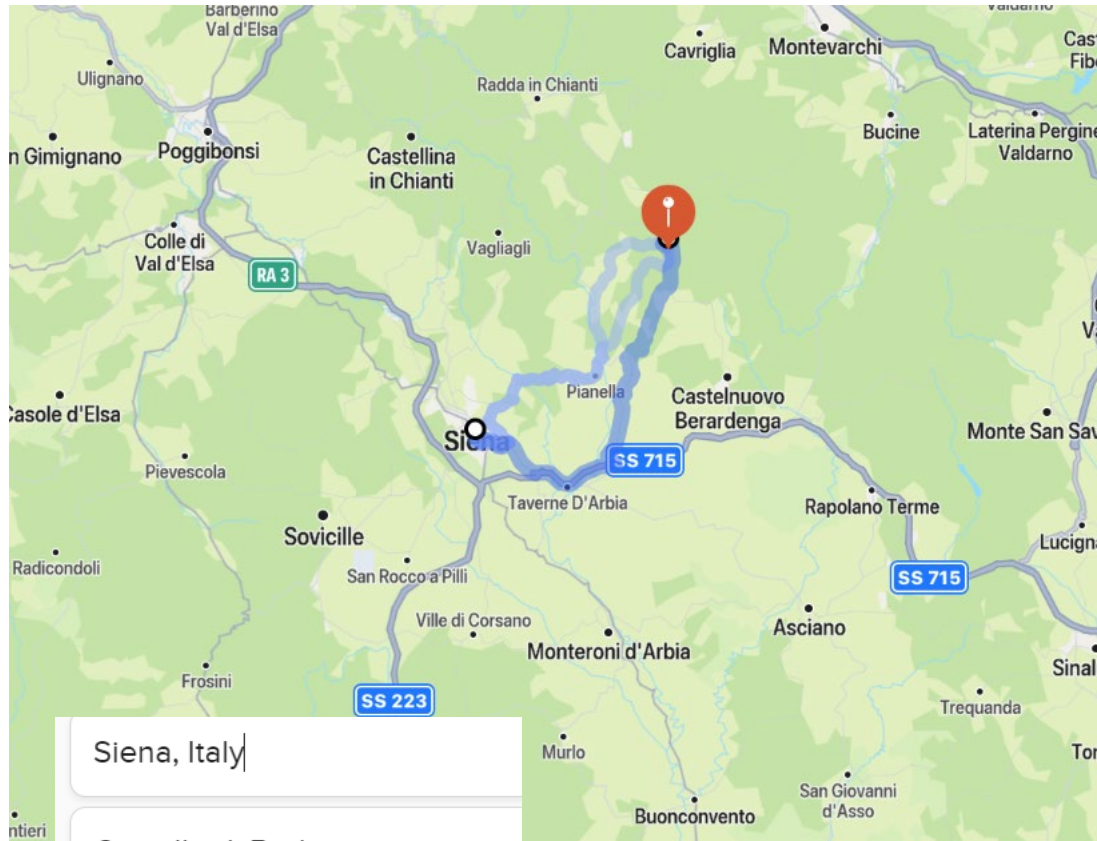 Barberino
Val d'Elsa
Cavriglia
Montevarchi
Ulignano
Radda in Chianti
Bucine
n Gimignano
Poggibonsi
Castellina
in Chianti
Laterina Pergine
Valdarno
Colle di
Val d'Elsa
Vagliagli
RA 3
Pianella
Castelnuovo
Berardenga
Casole d'Elsa
Siena
Monte San Sav
SS 715
Pievescola
Taverne D'Arbia
Rapolano Terme
Sovicille
Lucign
Radicondoli
San Rocco a Pilli
SS 715
Ville di Corsano
Asciano
Monteroni d'Arbia
Sinal
Frosini
SS 223
Trequanda
Siena, Italy
Murlo
Tor
San Giovanni
d'Asso
Buonconvento
ntieri